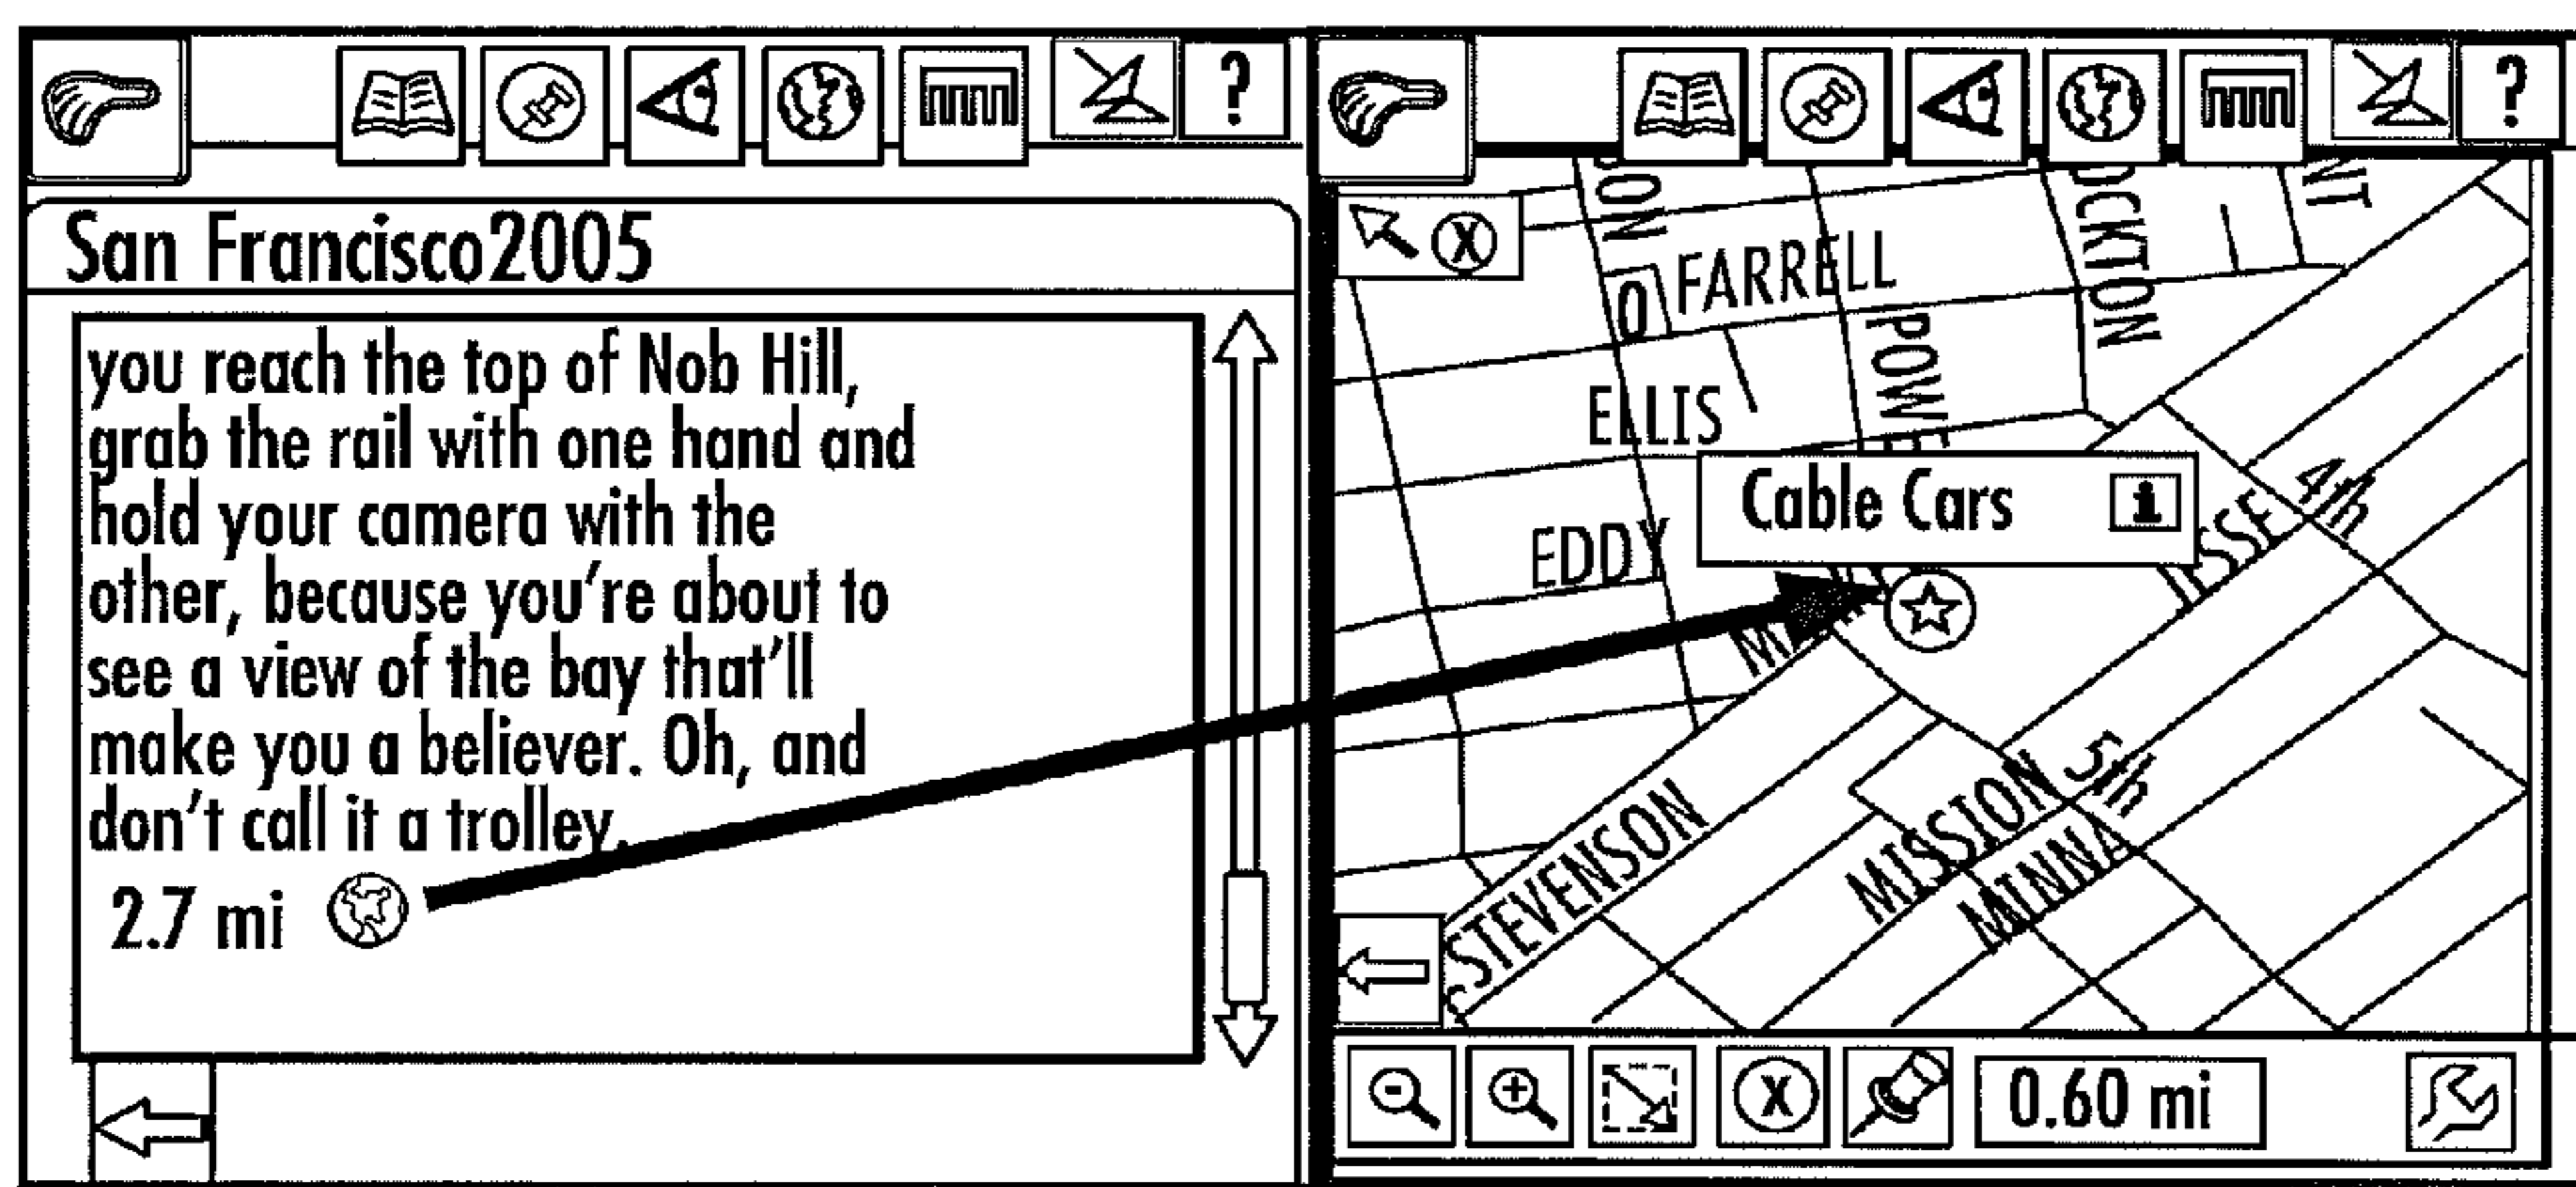 ?
San Francisco2005
you reach the top of Nob Hill,
grab the rail with one hand and
hold your camera with the
other, because you're about to
see a view of the bay that'll
make you a believer. Oh, and
don't call it a trolley.
2.7 mi
?
X
O FARRELL
ELLIS
EDDY
Cable Cars i
4th
5th
STEVENSON
MISSION
MINNA
X
0.60 mi